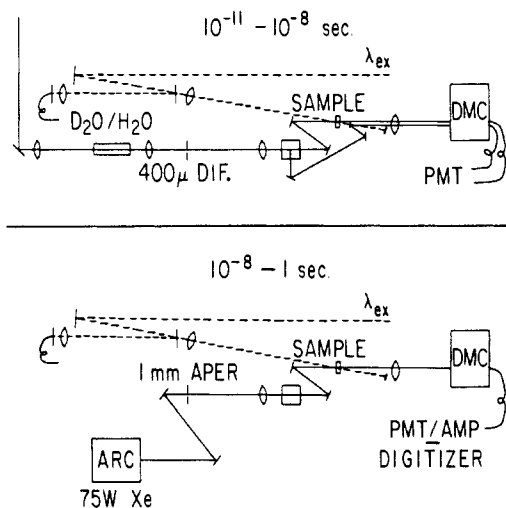 10⁻¹¹ – 10⁻⁸ sec.
λex
SAMPLE
DMC
D₂O/H₂O
400μ DIF.
PMT
10⁻⁸ – 1 sec.
λex
SAMPLE
DMC
1 mm APER
PMT/AMP
DIGITIZER
ARC
75W Xe